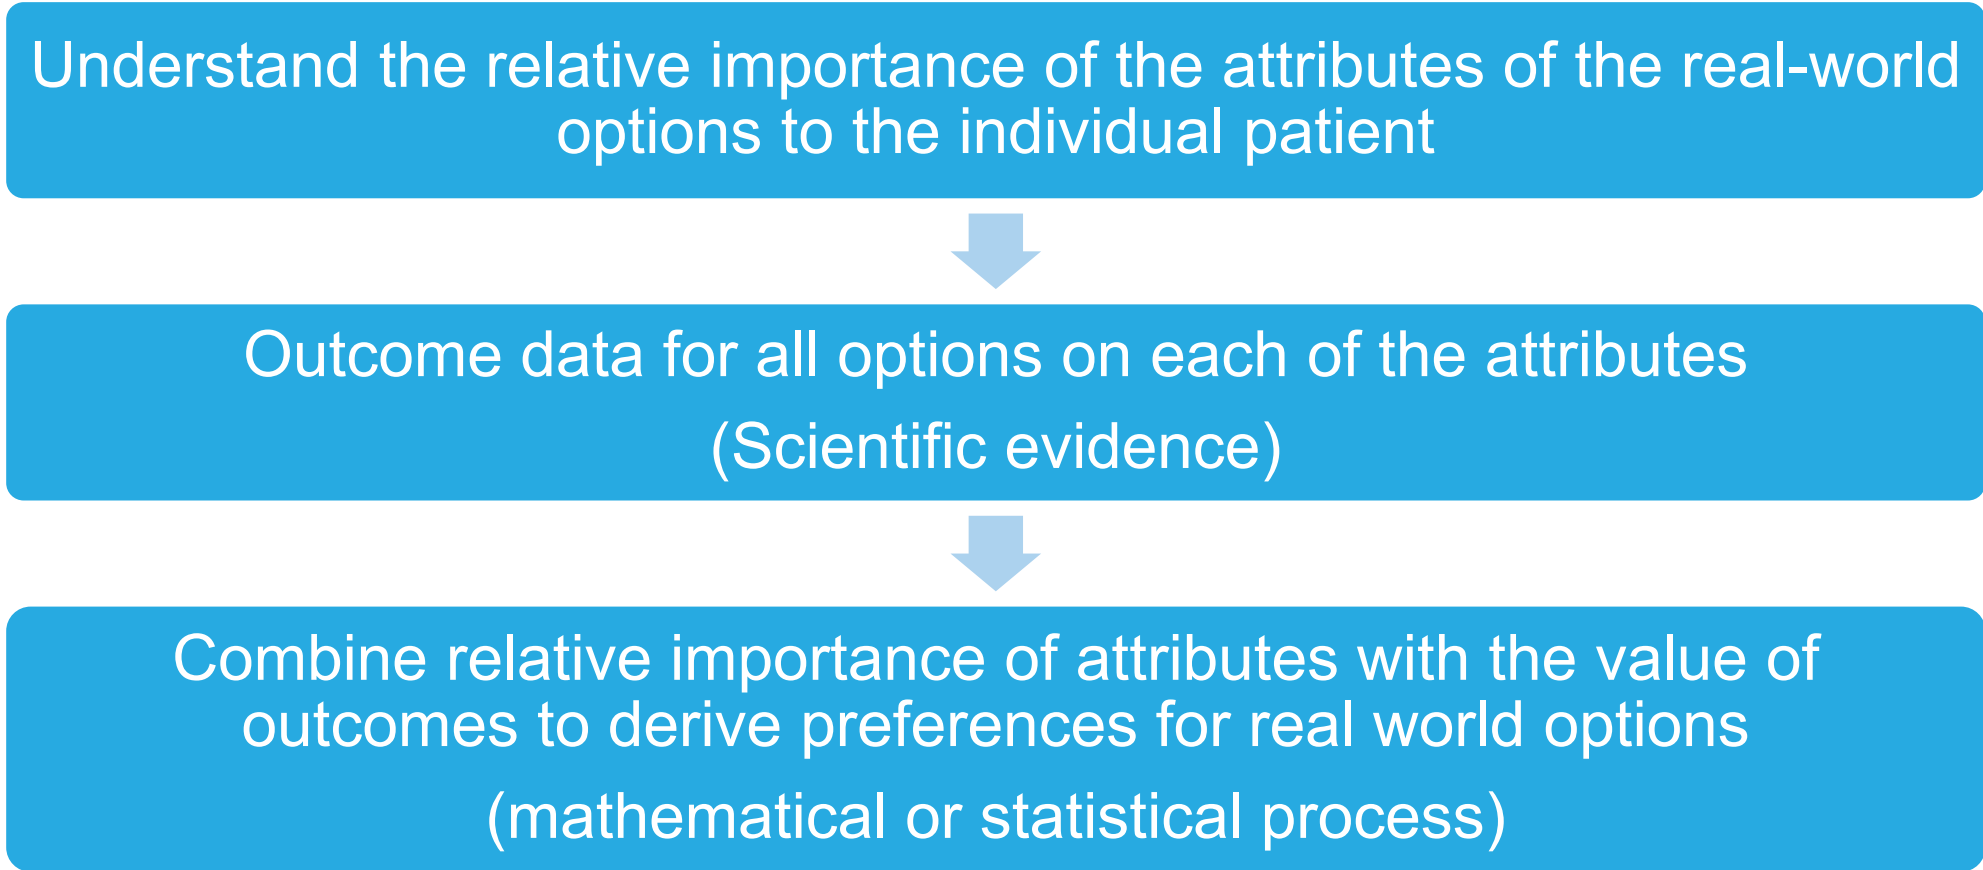 Understand the relative importance of the attributes of the real-world
options to the individual patient
Outcome data for all options on each of the attributes
(Scientific evidence)
Combine relative importance of attributes with the value of
outcomes to derive preferences for real world options
(mathematical or statistical process)